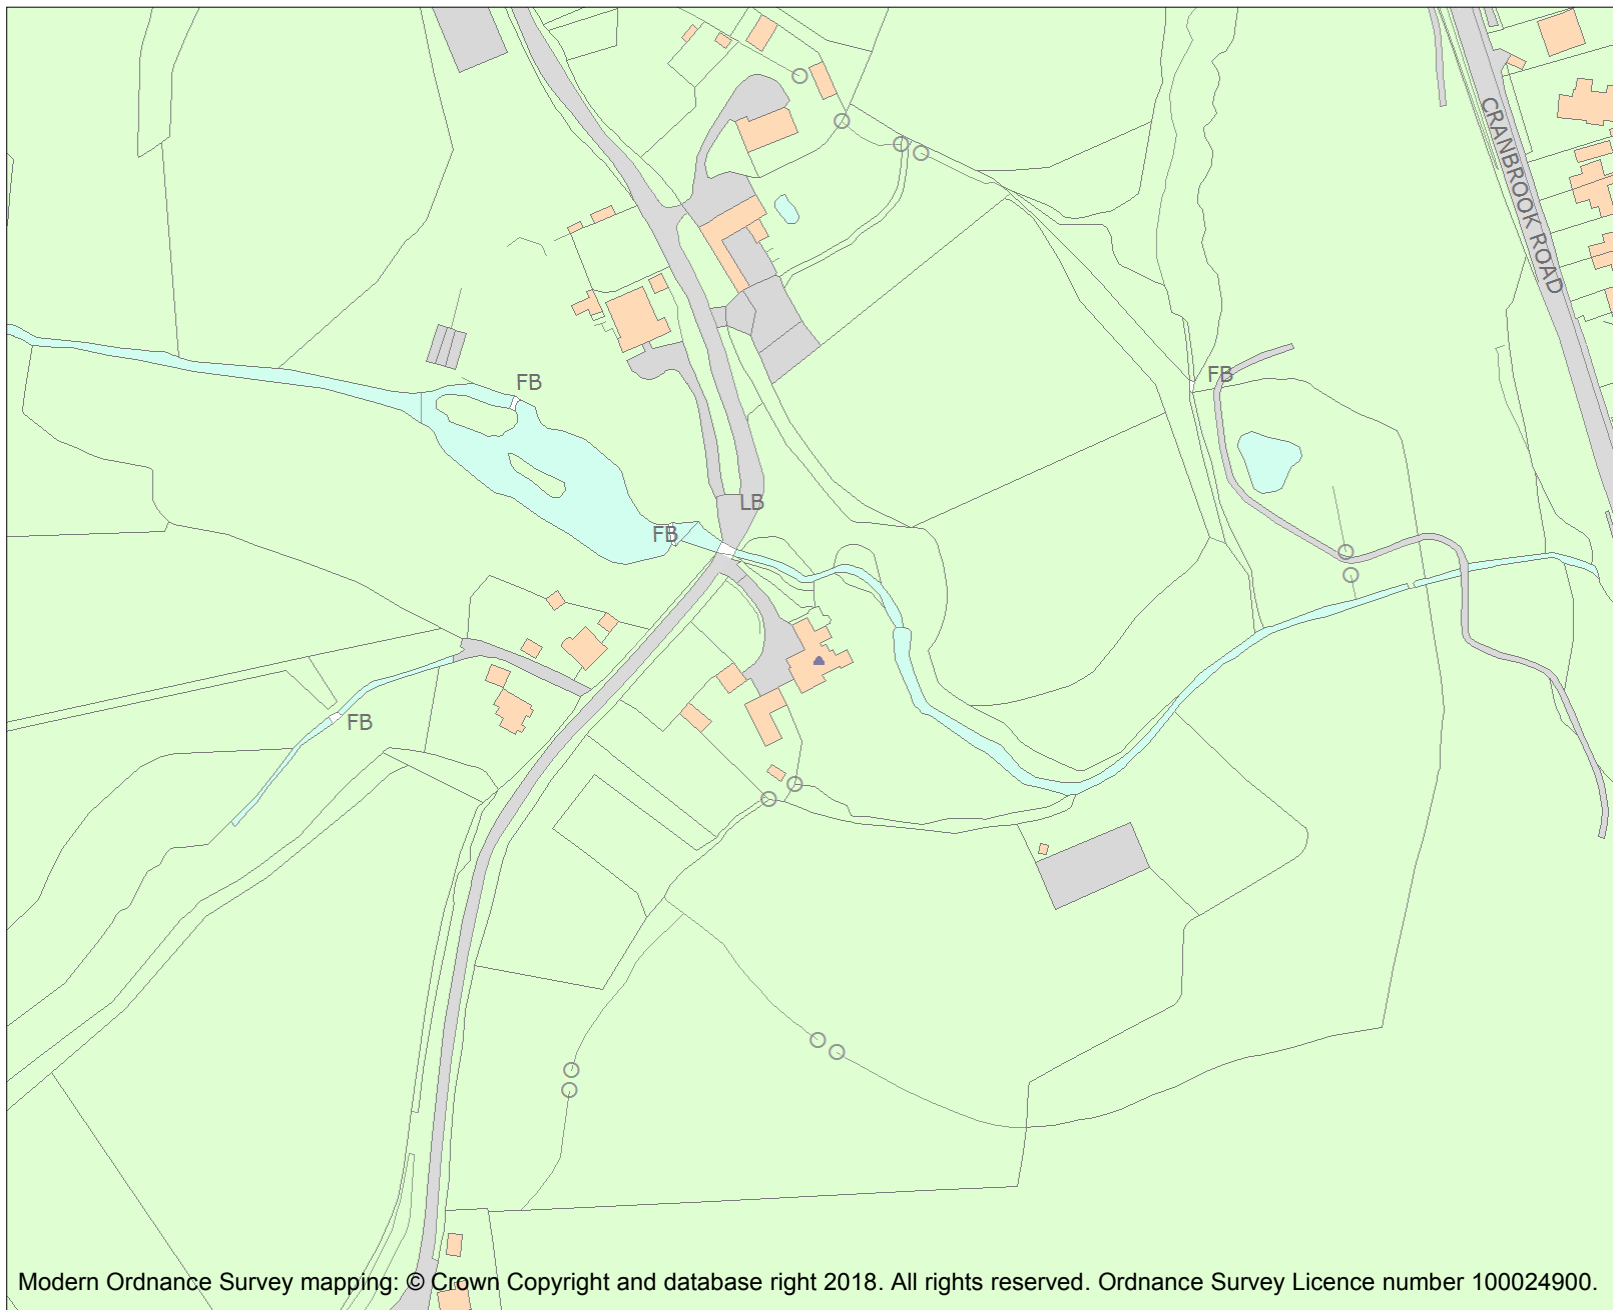 CRANBROOK ROAD
FB
FB
LB
FB
FB
Modern Ordnance Survey mapping: © Crown Copyright and database right 2018. All rights reserved. Ordnance Survey Licence number 100024900.